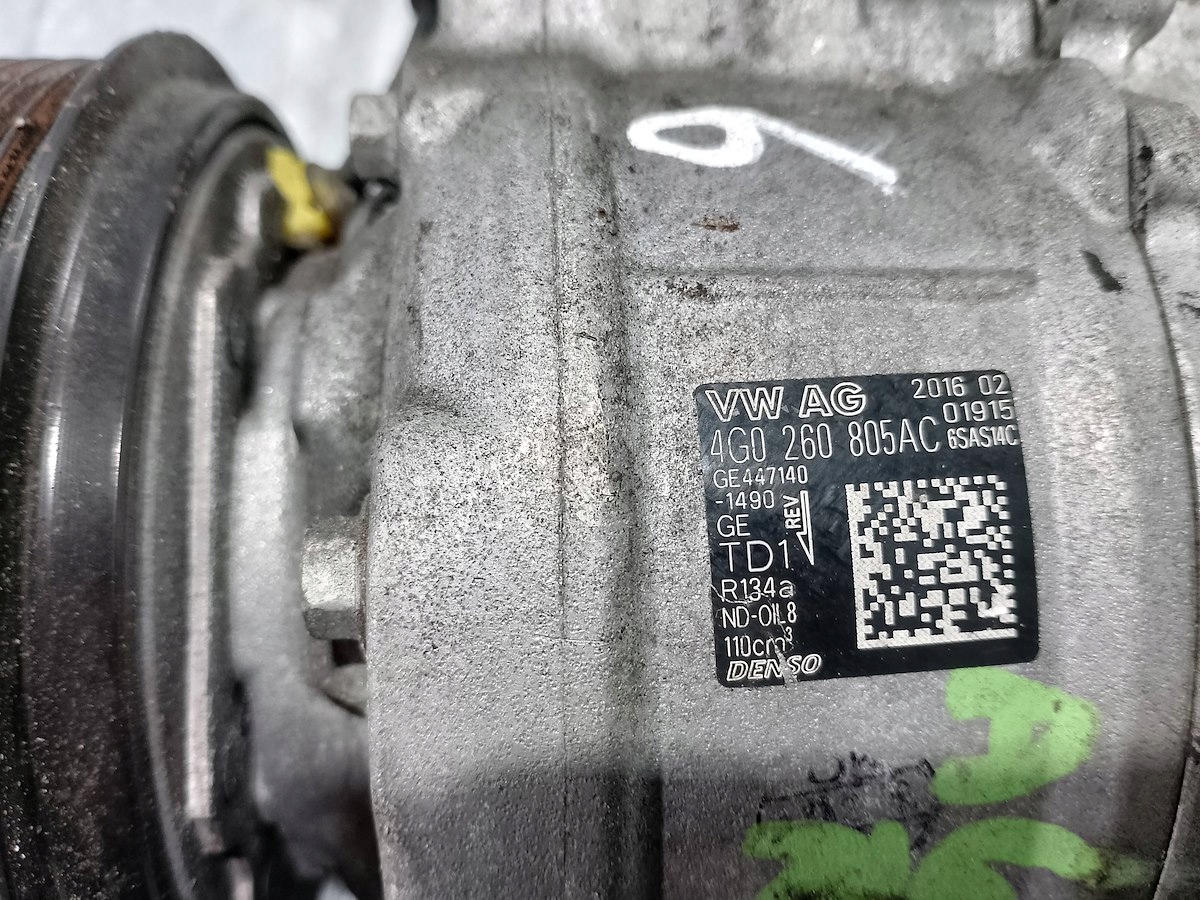 VW AG 2016 02
01915
4G0 260 805AC 6SAS14C
GE447140
-1490
REV
GE
TD1
R134a
ND-OIL8
110cm³
DENSO